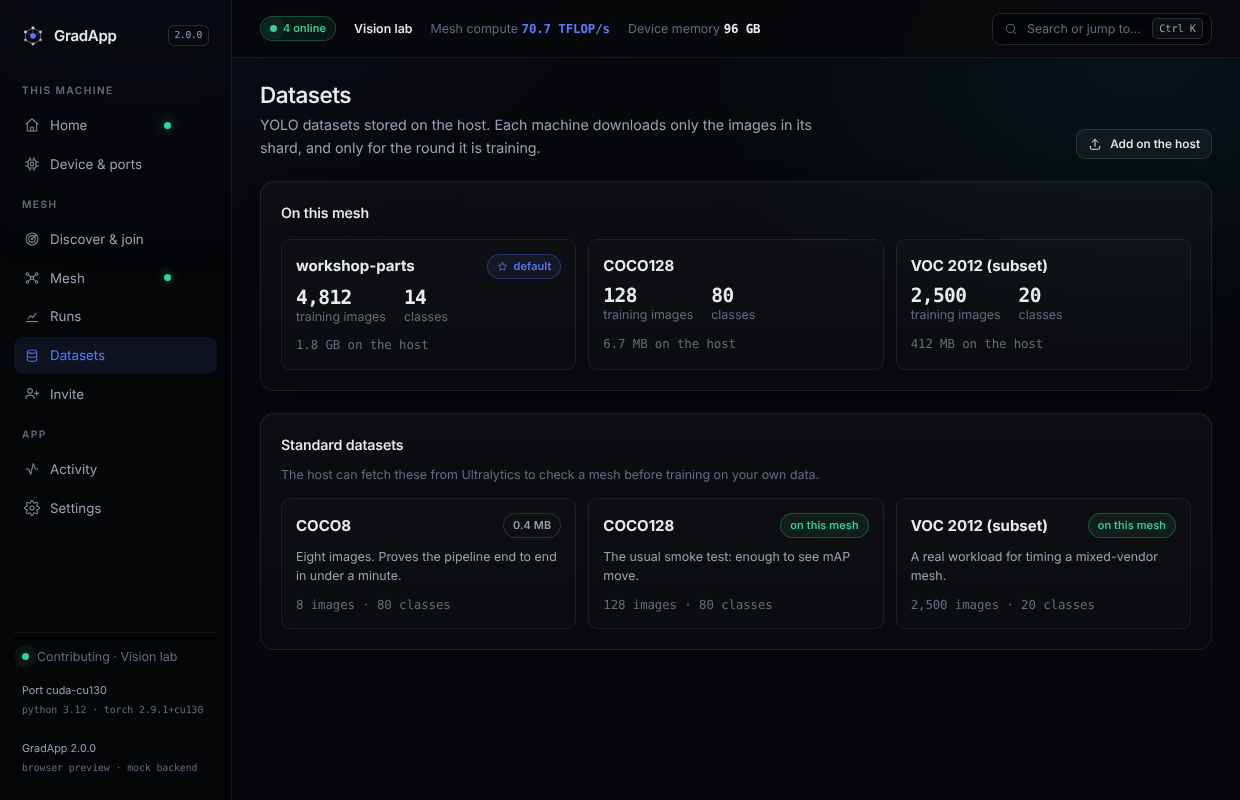 GradApp
2.0.0
THIS MACHINE
Home
Device & ports
MESH
Discover & join
Mesh
Runs
Datasets
Invite
APP
Activity
Settings
Contributing · Vision lab
Port cuda-cu130
python 3.12 · torch 2.9.1+cu130
GradApp 2.0.0
browser preview · mock backend
4 online
Vision lab
Mesh compute 70.7 TFLOP/s
Device memory 96 GB
Search or jump to...
Ctrl K
Datasets
YOLO datasets stored on the host. Each machine downloads only the images in its
shard, and only for the round it is training.
Add on the host
On this mesh
workshop-parts
default
4,812 14
training images classes
1.8 GB on the host
COCO128
128 80
training images classes
6.7 MB on the host
VOC 2012 (subset)
2,500 20
training images classes
412 MB on the host
Standard datasets
The host can fetch these from Ultralytics to check a mesh before training on your own data.
COCO8
0.4 MB
Eight images. Proves the pipeline end to end
in under a minute.
8 images · 80 classes
COCO128
on this mesh
The usual smoke test: enough to see mAP
move.
128 images · 80 classes
VOC 2012 (subset)
on this mesh
A real workload for timing a mixed-vendor
mesh.
2,500 images · 20 classes